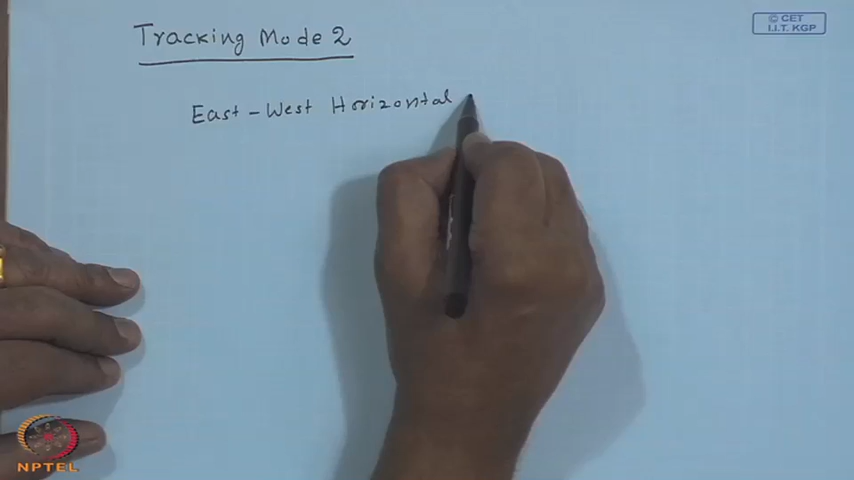 Tracking Mode 2
© CET
I.I.T. KGP
East - West Horizontal
NPTEL